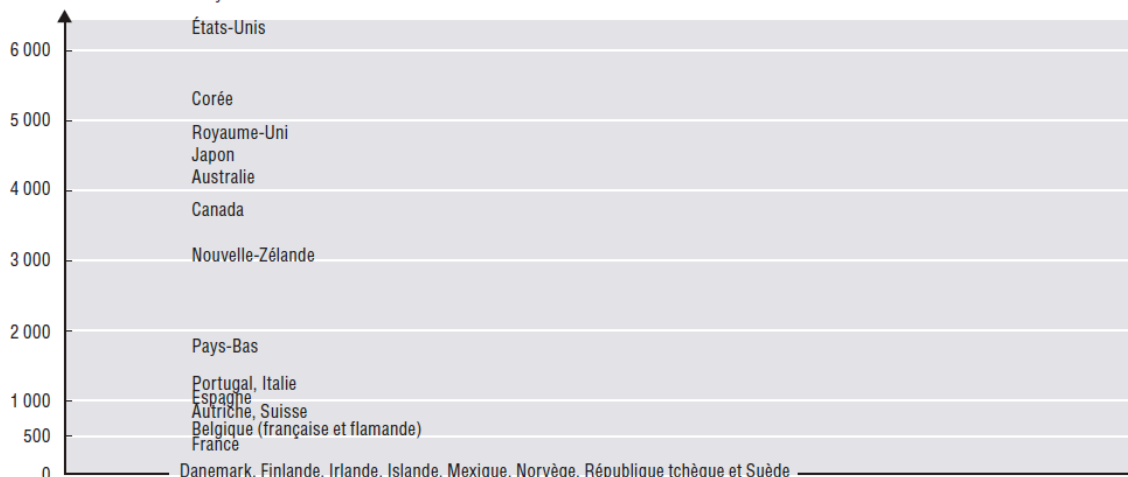 États-Unis
6 000
Corée
5 000
Royaume-Uni
Japon
Australie
4 000
Canada
Nouvelle-Zélande
3 000
2 000
Pays-Bas
Portugal, Italie
Espagne
1 000
Autriche, Suisse
Belgique (française et flamande)
500
France
0
Danemark, Finlande, Irlande, Islande, Mexique, Norvège, République tchèque et Suède